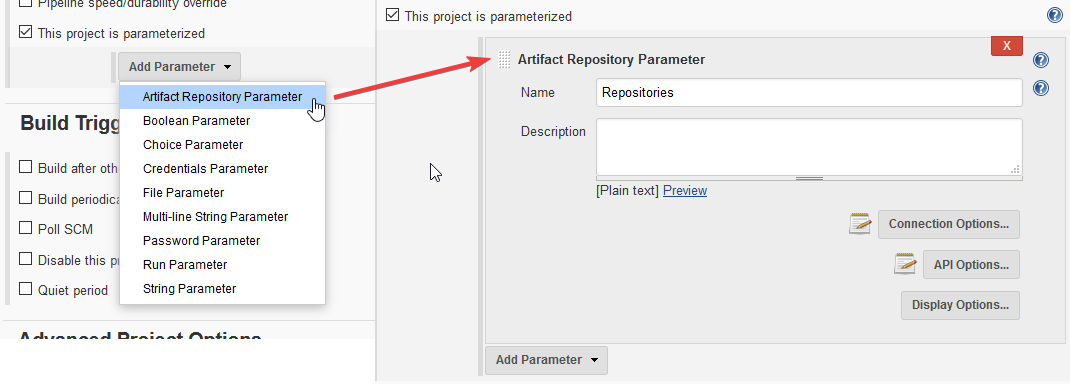 Pipeline speed/durability override
This project is parameterized
Add Parameter
Artifact Repository Parameter
Boolean Parameter
Choice Parameter
Credentials Parameter
File Parameter
Multi-line String Parameter
Password Parameter
Run Parameter
String Parameter
Build Trigg
Build after oth
Build periodica
Poll SCM
Disable this pr
Quiet period
Advanced Project Options
This project is parameterized
X
Artifact Repository Parameter
Name
Repositories
Description
[Plain text] Preview
Connection Options...
API Options...
Display Options...
Add Parameter